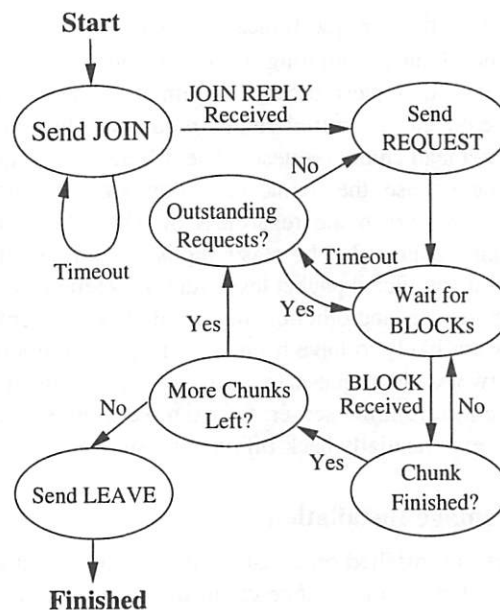 Start
Send JOIN
JOIN REPLY
Received
Send
REQUEST
Timeout
No
Outstanding
Requests?
Timeout
Yes
Wait for
BLOCKs
Yes
BLOCK
Received
No
No
More Chunks
Left?
Yes
Chunk
Finished?
Send LEAVE
Finished